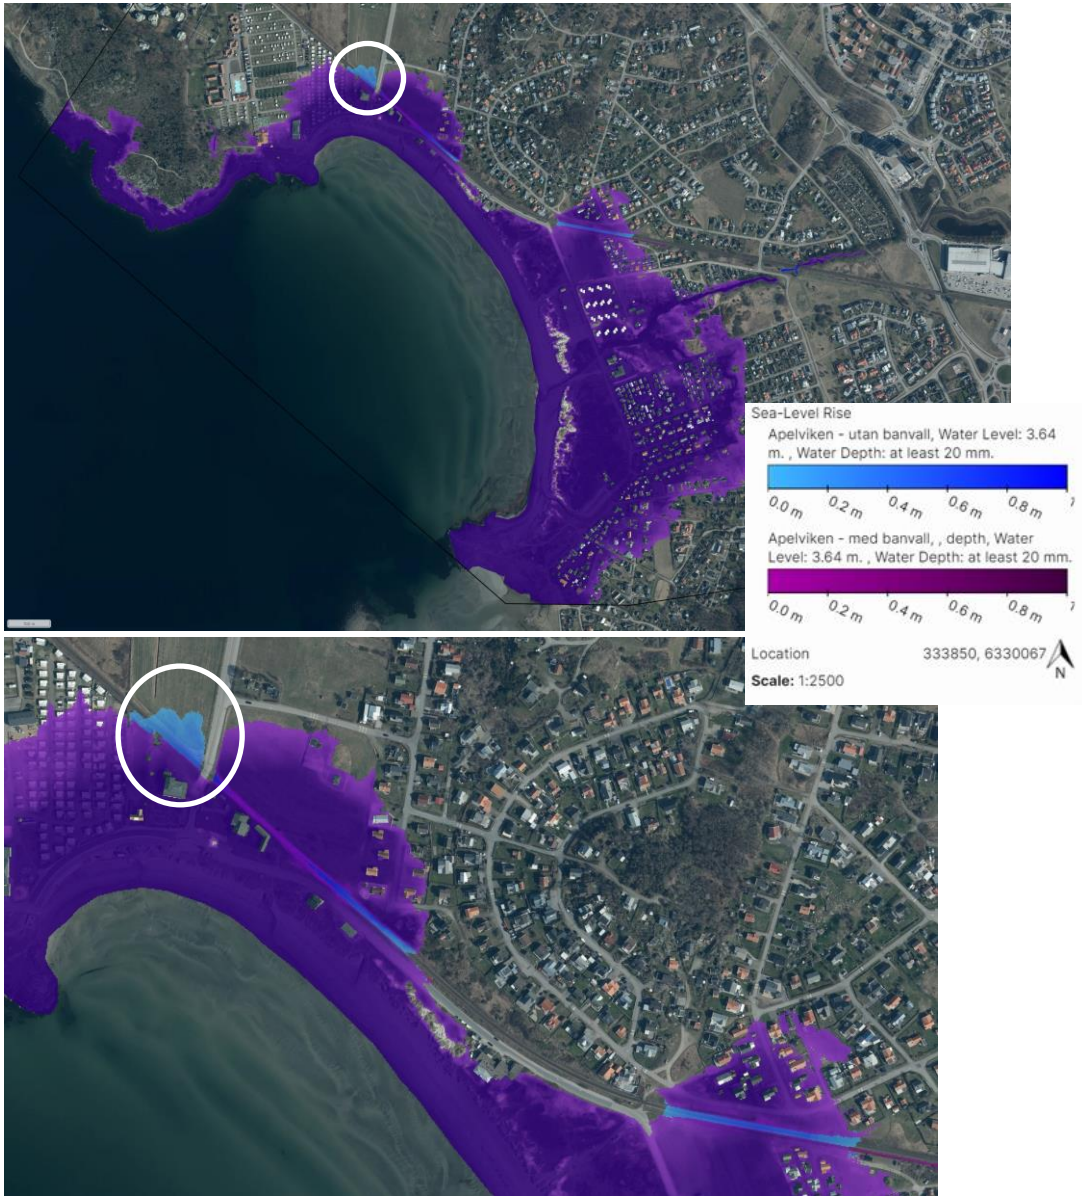 Sea-Level Rise
Apelviken - utan banvall, Water Level: 3.64
m. , Water Depth: at least 20 mm.
0.0 m 0.2 m 0.4 m 0.6 m 0.8 m
Apelviken - med banvall, , depth, Water
Level: 3.64 m. , Water Depth: at least 20 mm.
0.0 m 0.2 m 0.4 m 0.6 m 0.8 m
Location 333850, 6330067
N
Scale: 1:2500